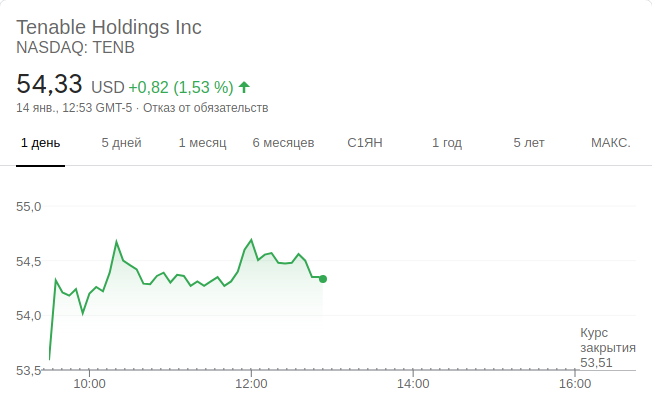 Tenable Holdings Inc
NASDAQ: TENB
54,33 USD +0,82 (1,53 %)
14 янв., 12:53 GMT-5 · Отказ от обязательств
1 день 5 дней 1 месяц 6 месяцев С1ЯН 1 год 5 лет МАКС.
55,0
54,5
54,0
Курс
закрытия
53,51
53,5
10:00 12:00 14:00 16:00